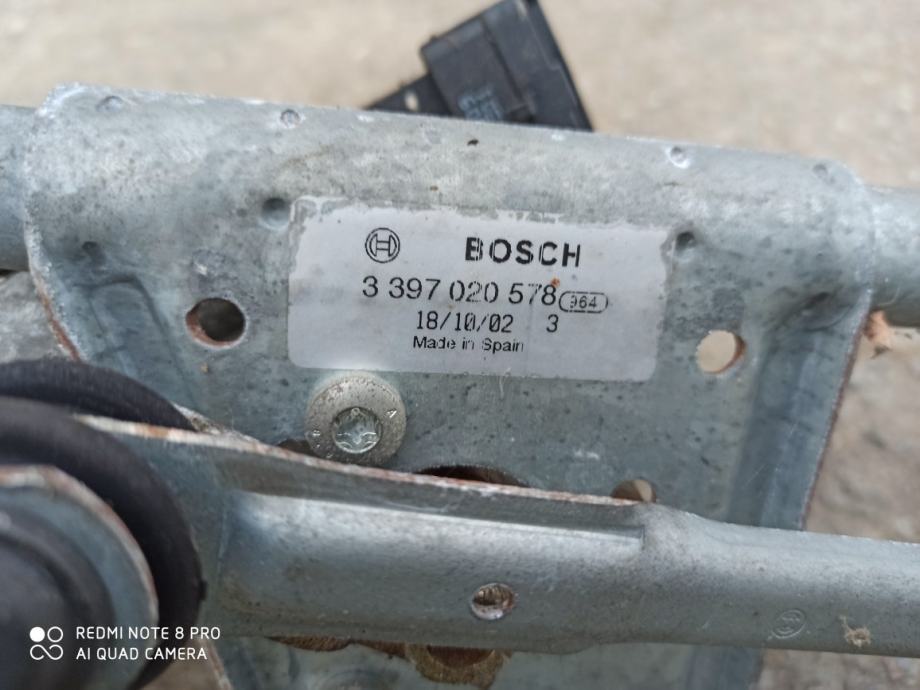 BOSCH
3 397 020 578 964
18/10/02 3
Made in Spain
REDMI NOTE 8 PRO
AI QUAD CAMERA